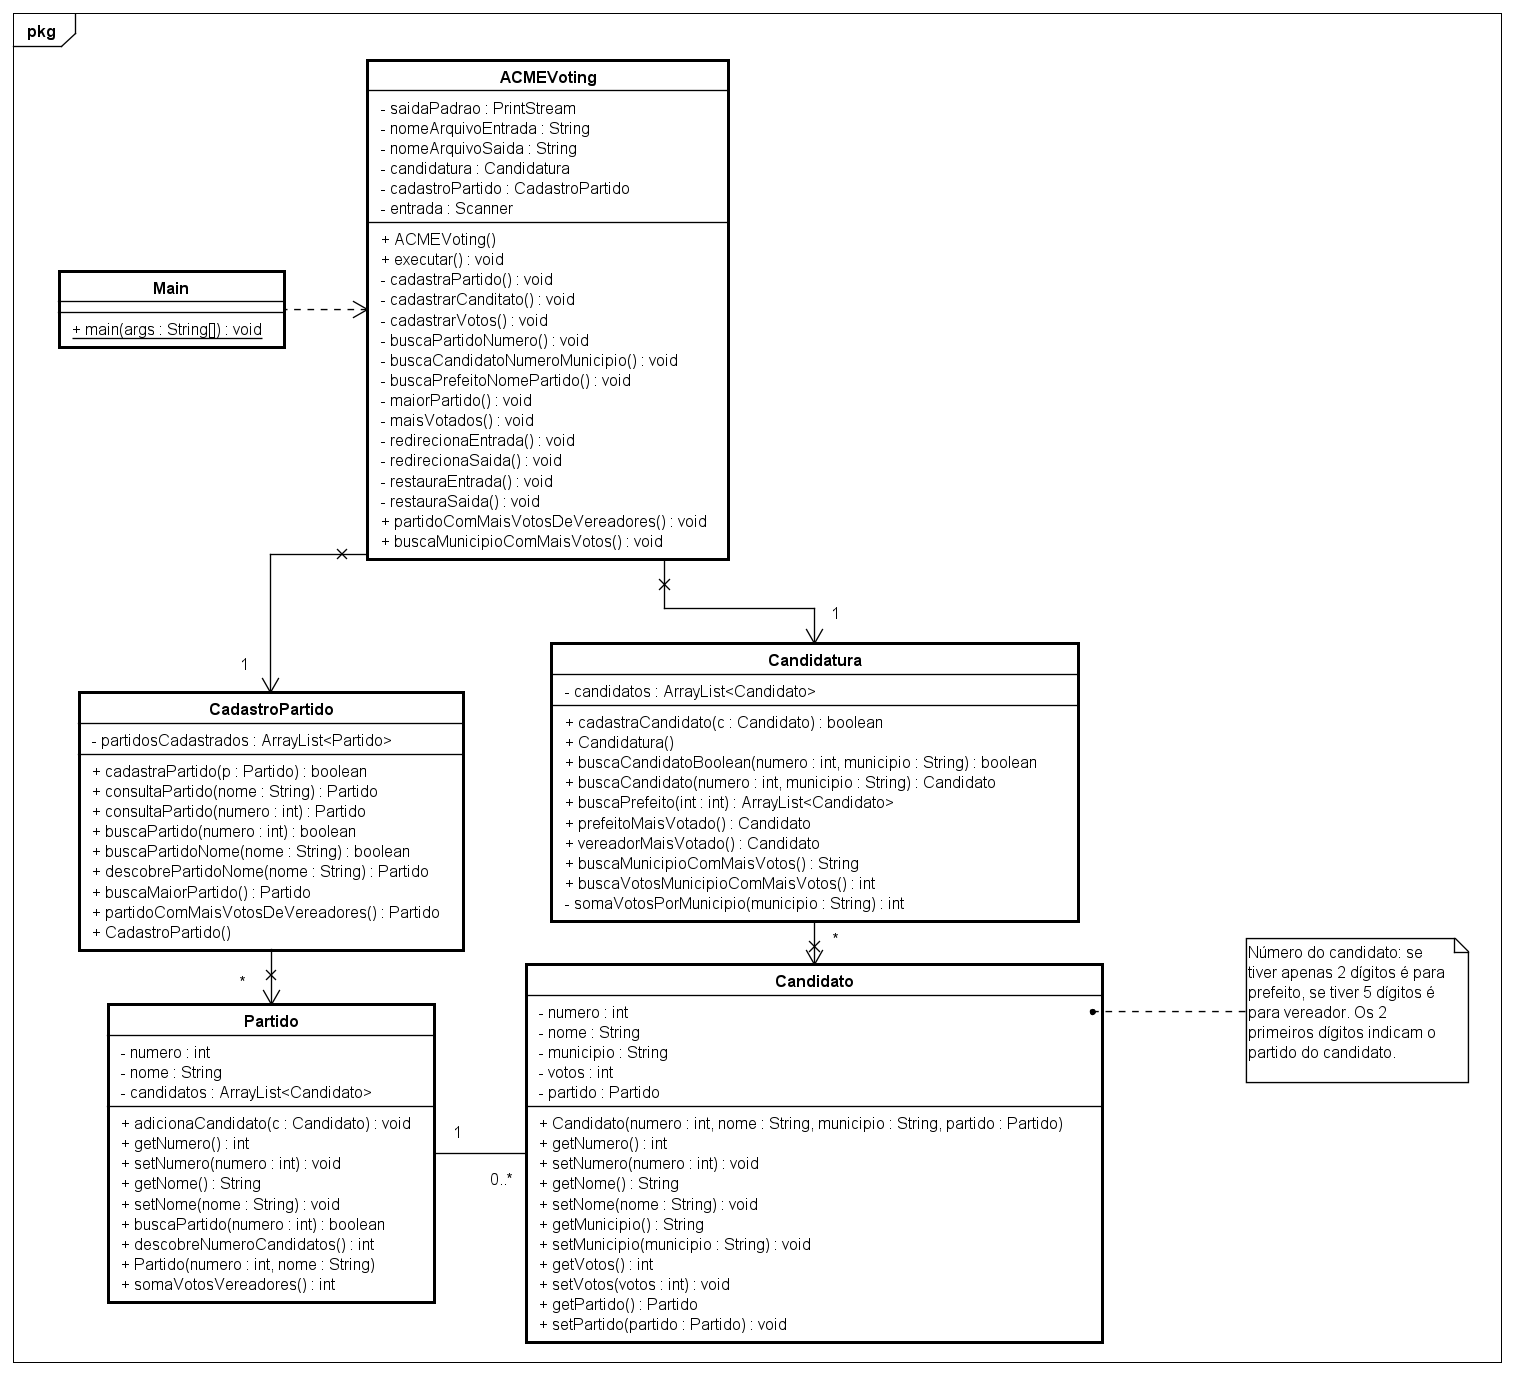 pkg
ACMEVoting
- saidaPadrao : PrintStream
- nomeArquivoEntrada : String
- nomeArquivoSaida : String
- candidatura : Candidatura
- cadastroPartido : CadastroPartido
- entrada : Scanner
+ ACMEVoting()
+ executar() : void
- cadastraPartido() : void
- cadastrarCanditato() : void
- cadastrarVotos() : void
- buscaPartidoNumero() : void
- buscaCandidatoNumeroMunicipio() : void
- buscaPrefeitoNomePartido() : void
- maiorPartido() : void
- maisVotados() : void
- redirecionaEntrada() : void
- redirecionaSaida() : void
- restauraEntrada() : void
- restauraSaida() : void
+ partidoComMaisVotosDeVereadores() : void
+ buscaMunicipioComMaisVotos() : void
Main
+ main(args : String[]) : void
1
1
CadastroPartido
- partidosCadastrados : ArrayList<Partido>
+ cadastraPartido(p : Partido) : boolean
+ consultaPartido(nome : String) : Partido
+ consultaPartido(numero : int) : Partido
+ buscaPartido(numero : int) : boolean
+ buscaPartidoNome(nome : String) : boolean
+ descobrePartidoNome(nome : String) : Partido
+ buscaMaiorPartido() : Partido
+ partidoComMaisVotosDeVereadores() : Partido
+ CadastroPartido()
Candidatura
- candidatos : ArrayList<Candidato>
+ cadastraCandidato(c : Candidato) : boolean
+ Candidatura()
+ buscaCandidatoBoolean(numero : int, municipio : String) : boolean
+ buscaCandidato(numero : int, municipio : String) : Candidato
+ buscaPrefeito(int : int) : ArrayList<Candidato>
+ prefeitoMaisVotado() : Candidato
+ vereadorMaisVotado() : Candidato
+ buscaMunicipioComMaisVotos() : String
+ buscaVotosMunicipioComMaisVotos() : int
- somaVotosPorMunicipio(municipio : String) : int
*
*
Partido
- numero : int
- nome : String
- candidatos : ArrayList<Candidato>
+ adicionaCandidato(c : Candidato) : void
+ getNumero() : int
+ setNumero(numero : int) : void
+ getNome() : String
+ setNome(nome : String) : void
+ buscaPartido(numero : int) : boolean
+ descobreNumeroCandidatos() : int
+ Partido(numero : int, nome : String)
+ somaVotosVereadores() : int
1
0..*
Candidato
- numero : int
- nome : String
- municipio : String
- votos : int
- partido : Partido
+ Candidato(numero : int, nome : String, municipio : String, partido : Partido)
+ getNumero() : int
+ setNumero(numero : int) : void
+ getNome() : String
+ setNome(nome : String) : void
+ getMunicipio() : String
+ setMunicipio(municipio : String) : void
+ getVotos() : int
+ setVotos(votos : int) : void
+ getPartido() : Partido
+ setPartido(partido : Partido) : void
Número do candidato: se
tiver apenas 2 dígitos é para
prefeito, se tiver 5 dígitos é
para vereador. Os 2
primeiros dígitos indicam o
partido do candidato.